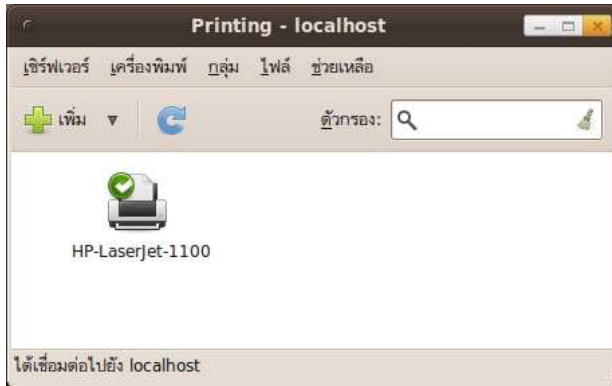 Printing - localhost
เซิร์ฟเวอร์ เครื่องพิมพ์ กลุ่ม ไฟล์ ช่วยเหลือ
เพิ่ม ตัวกรอง:
HP-LaserJet-1100
ได้เชื่อมต่อไปยัง localhost